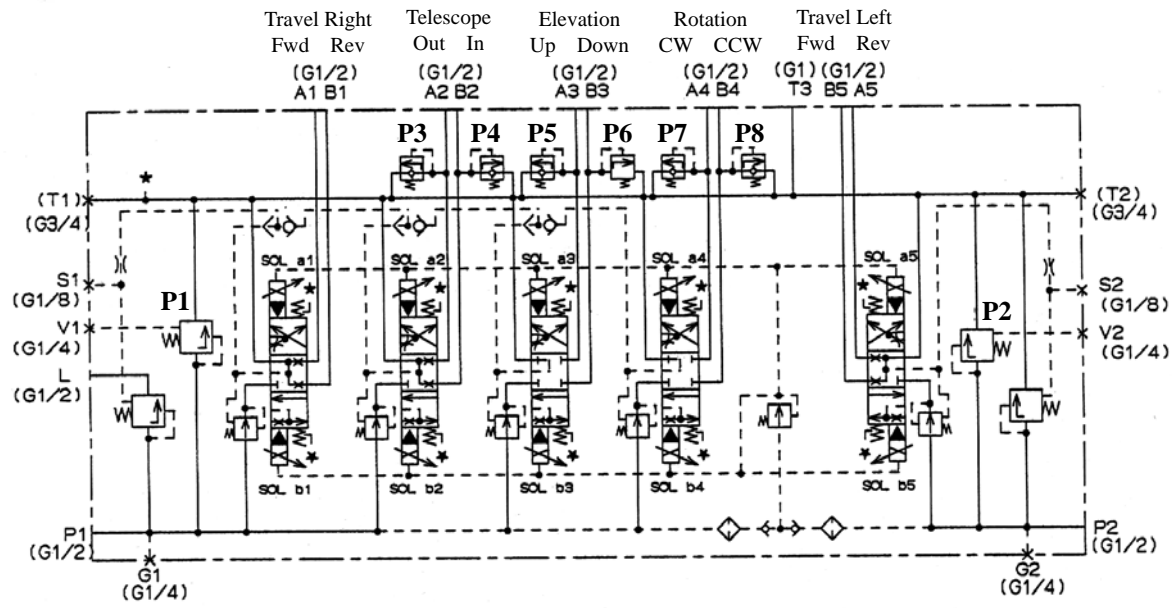 Travel Right Telescope Elevation Rotation Travel Left
Fwd Rev Out In Up Down CW CCW Fwd Rev
(G1/2) (G1/2) (G1/2) (G1/2) (G1) (G1/2)
A1 B1 A2 B2 A3 B3 A4 B4 T3 B5 A5
P3 P4 P5 P6 P7 P8
(T1) (T2)
(G3/4) (G3/4)
SOL a1 SOL a2 SOL a3 SOL a4 SOL a5
S1 S2
(G1/8) (G1/8)
P1 P2
V1 V2
(G1/4) (G1/4)
L
(G1/2)
SOL b1 SOL b2 SOL b3 SOL b4 SOL b5
P1 P2
(G1/2) (G1/2)
G1 G2
(G1/4) (G1/4)